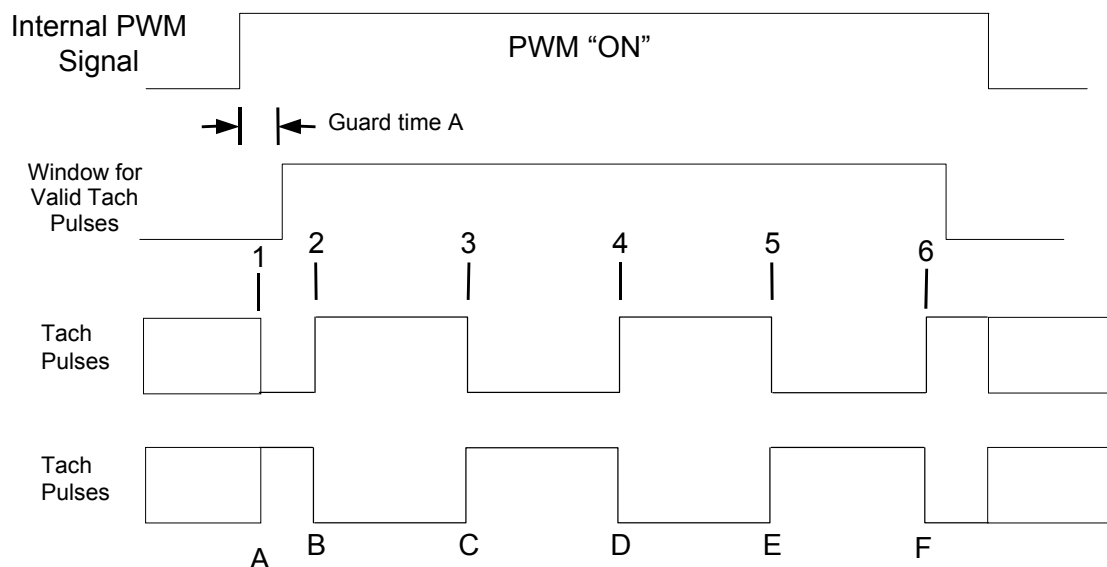 Internal PWM
Signal
PWM “ON”
Guard time A
Window for
Valid Tach
Pulses
1
2
3
4
5
6
Tach
Pulses
Tach
Pulses
A
B
C
D
E
F